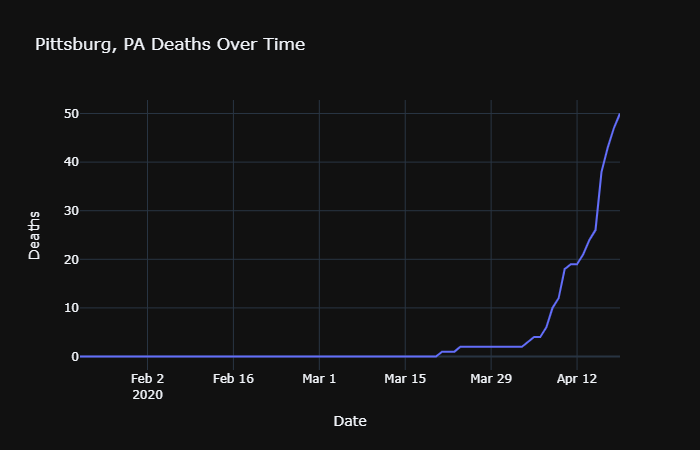 Pittsburg, PA Deaths Over Time
Deaths
50
40
30
20
10
0
Feb 2
2020
Feb 16
Mar 1
Mar 15
Mar 29
Apr 12
Date